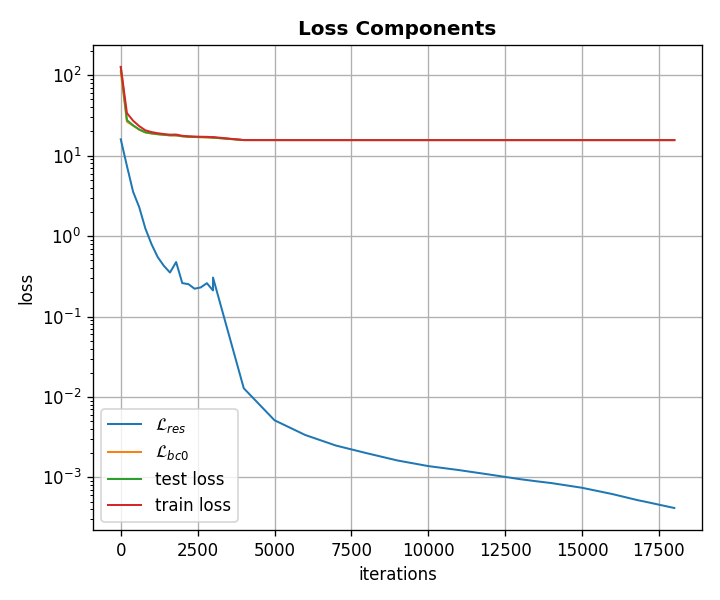 Loss Components
10²
10¹
10⁰
10⁻¹
10⁻²
10⁻³
loss
ℒ_res
ℒ_bc0
test loss
train loss
0 2500 5000 7500 10000 12500 15000 17500
iterations